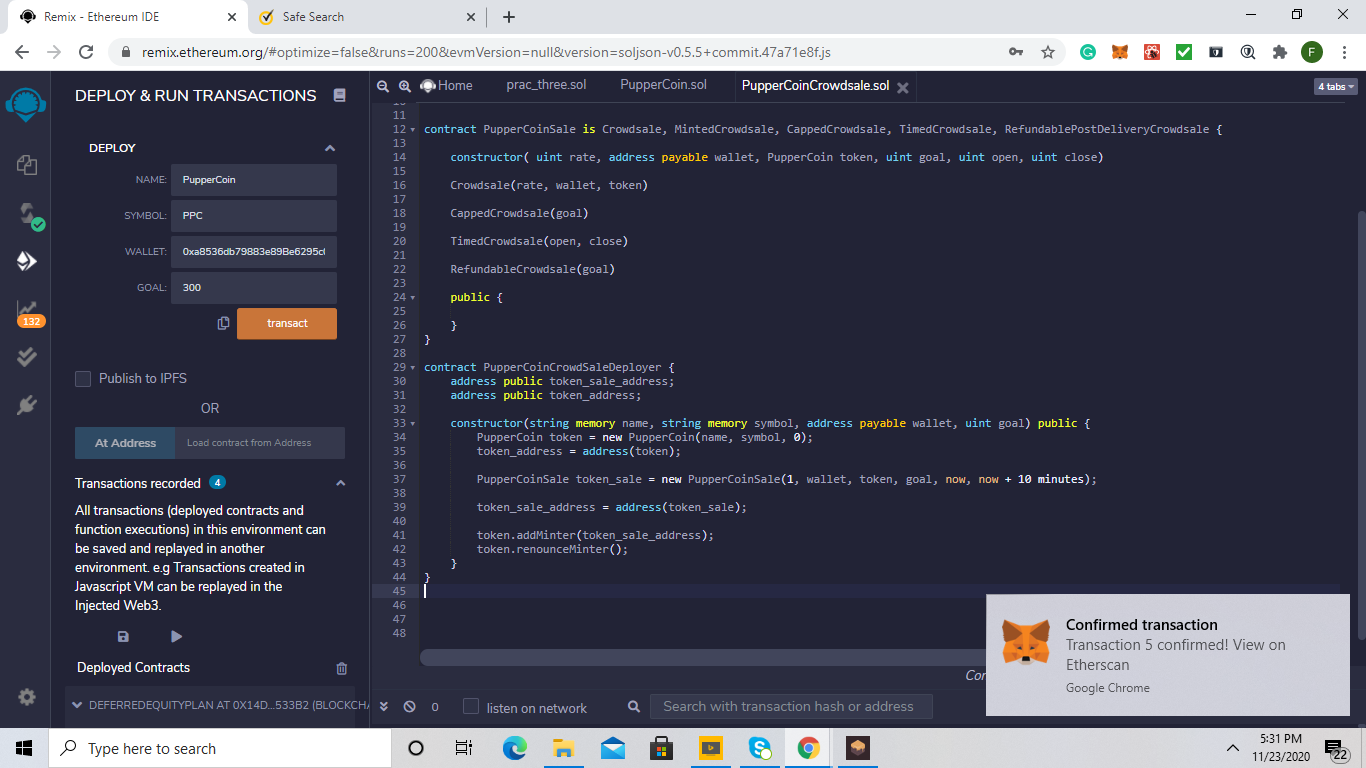 Remix - Ethereum IDE
Safe Search
remix.ethereum.org/#optimize=false&runs=200&evmVersion=null&version=soljson-v0.5.5+commit.47a71e8f.js
F
DEPLOY & RUN TRANSACTIONS
DEPLOY
NAME: PupperCoin
SYMBOL: PPC
WALLET: 0xa8536db79883e89Be6295c
GOAL: 300
transact
Publish to IPFS
OR
At Address Load contract from Address
Transactions recorded 4
All transactions (deployed contracts and
function executions) in this environment can
be saved and replayed in another
environment. e.g Transactions created in
Javascript VM can be replayed in the
Injected Web3.
Deployed Contracts
DEFERREDEQUITYPLAN AT 0X14D...533B2 (BLOCKCHA
132
Home prac_three.sol PupperCoin.sol PupperCoinCrowdsale.sol 4 tabs
11
12 contract PupperCoinSale is Crowdsale, MintedCrowdsale, CappedCrowdsale, TimedCrowdsale, RefundablePostDeliveryCrowdsale {
13
14 constructor( uint rate, address payable wallet, PupperCoin token, uint goal, uint open, uint close)
15
16 Crowdsale(rate, wallet, token)
17
18 CappedCrowdsale(goal)
19
20 TimedCrowdsale(open, close)
21
22 RefundableCrowdsale(goal)
23
24 public {
25
26 }
27 }
28
29 contract PupperCoinCrowdSaleDeployer {
30 address public token_sale_address;
31 address public token_address;
32
33 constructor(string memory name, string memory symbol, address payable wallet, uint goal) public {
34 PupperCoin token = new PupperCoin(name, symbol, 0);
35 token_address = address(token);
36
37 PupperCoinSale token_sale = new PupperCoinSale(1, wallet, token, goal, now, now + 10 minutes);
38
39 token_sale_address = address(token_sale);
40
41 token.addMinter(token_sale_address);
42 token.renounceMinter();
43 }
44 }
45
46
47
48
Confirmed transaction
Transaction 5 confirmed! View on
Etherscan
Google Chrome
0 listen on network Search with transaction hash or address
Type here to search
5:31 PM
11/23/2020
22